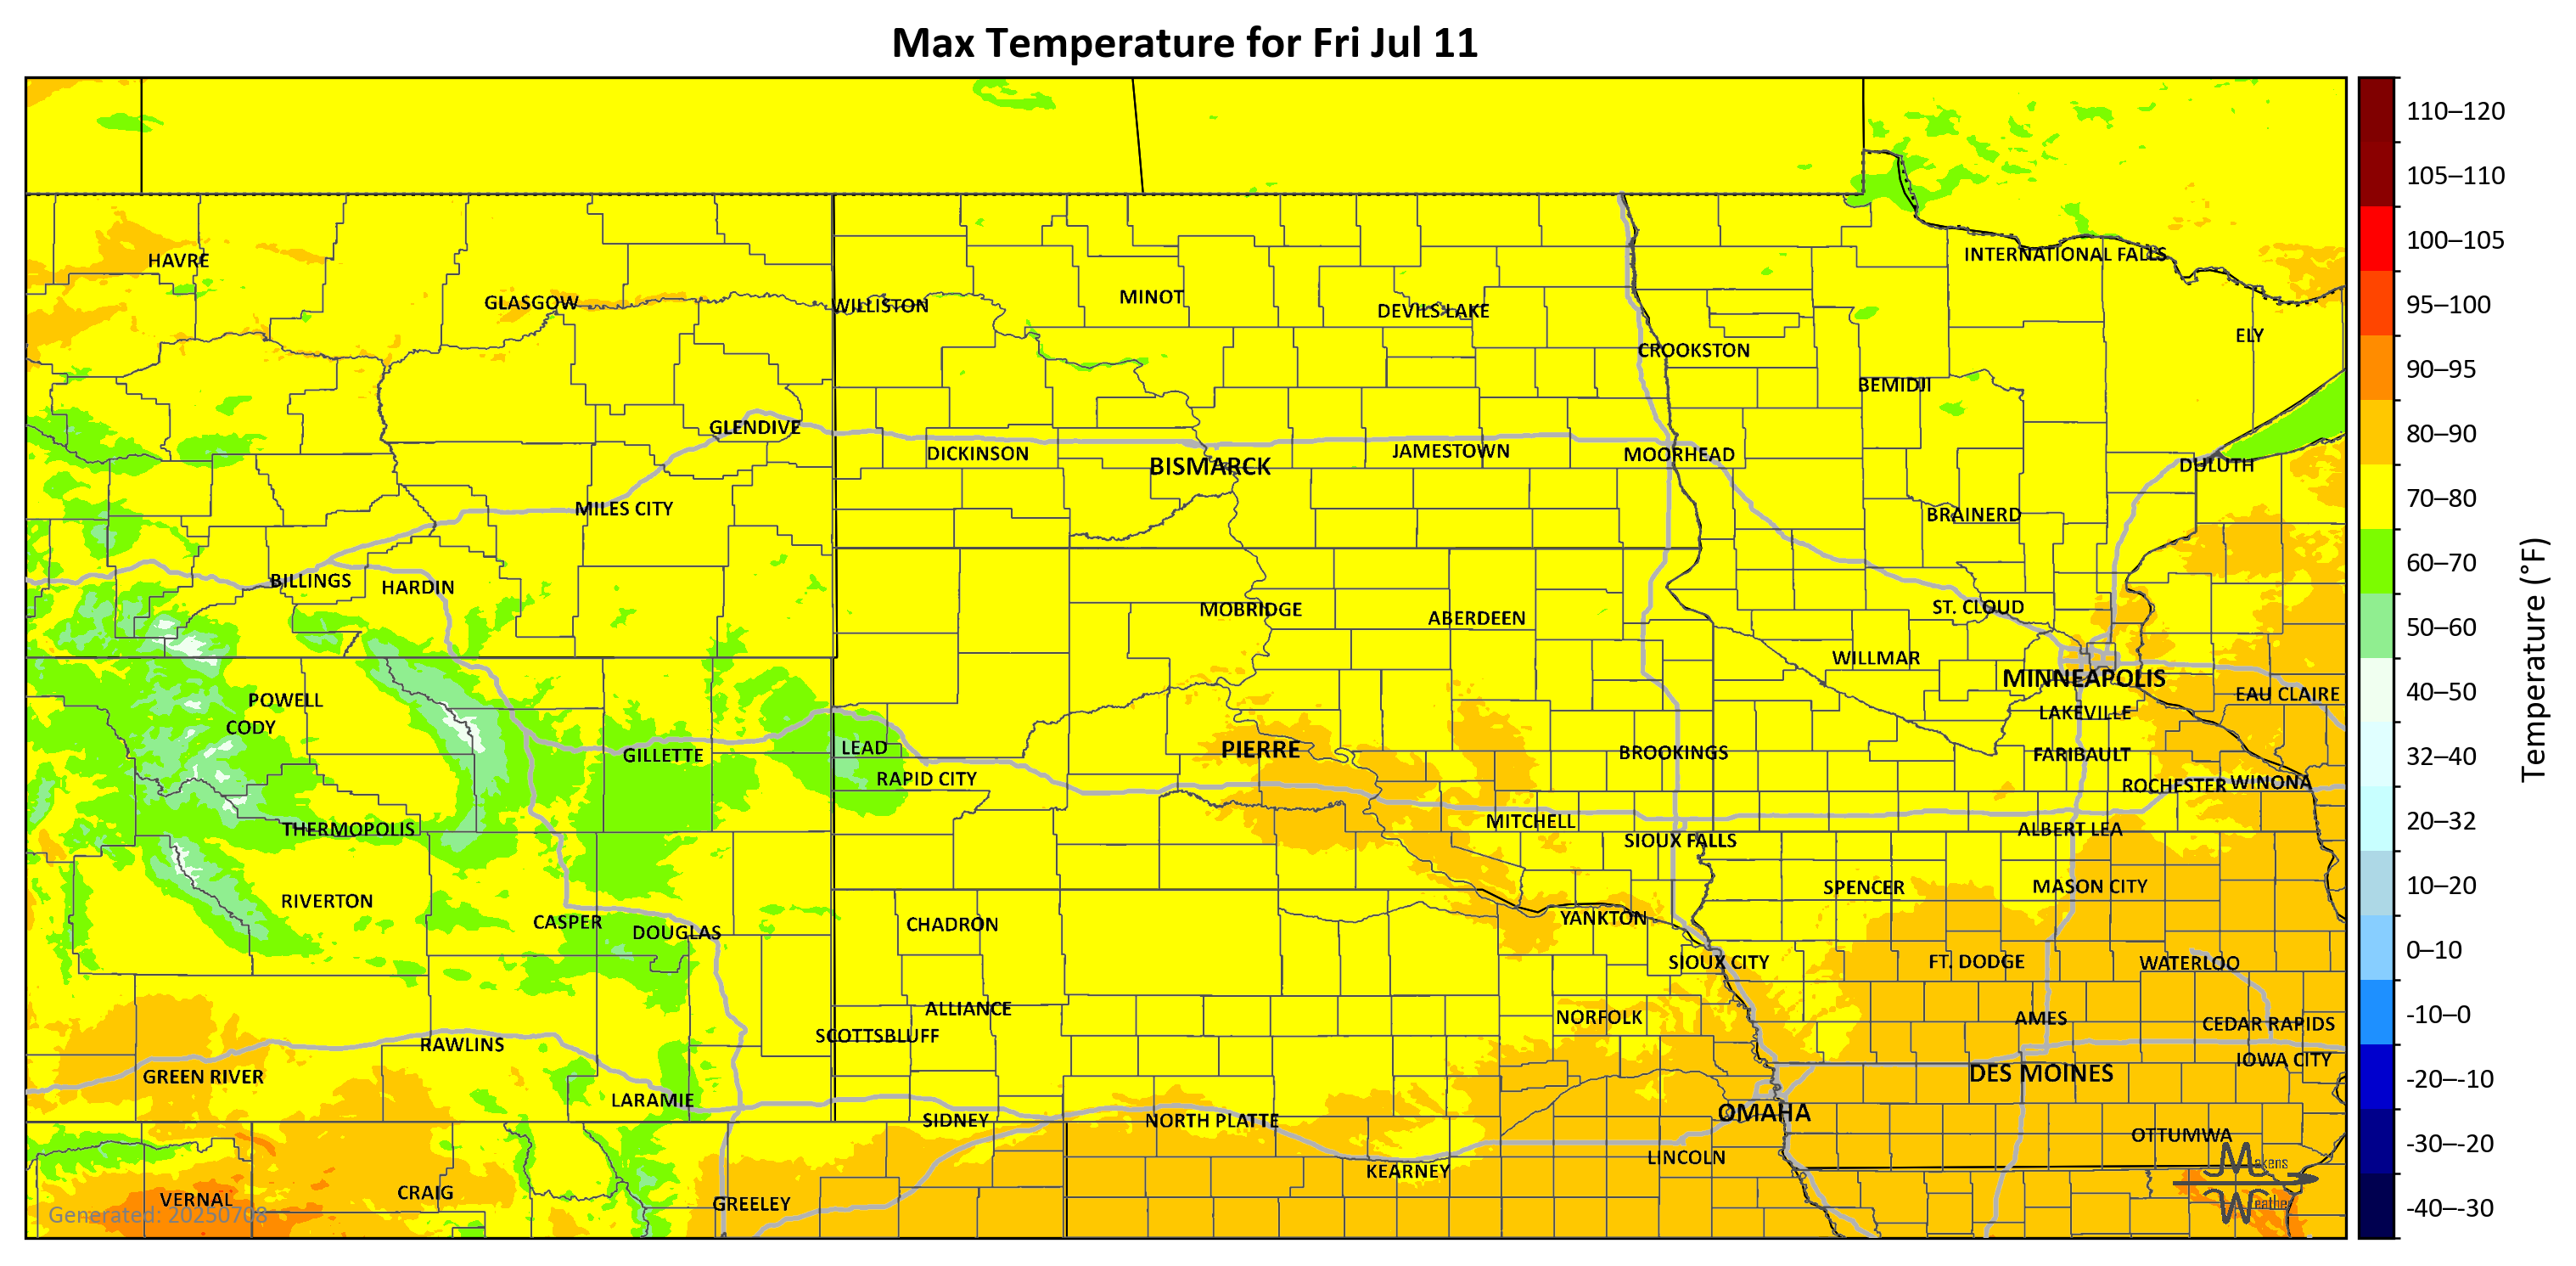 Max Temperature for Fri Jul 11
110–120
105–110
100–105
95–100
90–95
80–90
70–80
60–70
50–60
40–50
32–40
20–32
10–20
0–10
-10–0
-20–-10
-30–-20
-40–-30
Temperature (°F)
INTERNATIONAL FALLS
HAVRE
GLASGOW
WILLISTON
MINOT
DEVILS LAKE
ELY
CROOKSTON
BEMIDJI
GLENDIVE
DICKINSON
BISMARCK
JAMESTOWN
MOORHEAD
DULUTH
MILES CITY
BRAINERD
BILLINGS
HARDIN
MOBRIDGE
ABERDEEN
ST. CLOUD
WILLMAR
MINNEAPOLIS
EAU CLAIRE
POWELL
CODY
LAKEVILLE
GILLETTE
LEAD
PIERRE
BROOKINGS
FARIBAULT
RAPID CITY
ROCHESTER
WINONA
THERMOPOLIS
MITCHELL
SIOUX FALLS
ALBERT LEA
RIVERTON
SPENCER
MASON CITY
CASPER
DOUGLAS
CHADRON
YANKTON
SIOUX CITY
FT. DODGE
WATERLOO
ALLIANCE
NORFOLK
AMES
CEDAR RAPIDS
RAWLINS
SCOTTSBLUFF
IOWA CITY
GREEN RIVER
DES MOINES
LARAMIE
SIDNEY
NORTH PLATTE
OMAHA
OTTUMWA
KEARNEY
LINCOLN
VERNAL
CRAIG
GREELEY
Generated: 20250708
Makens
Weather